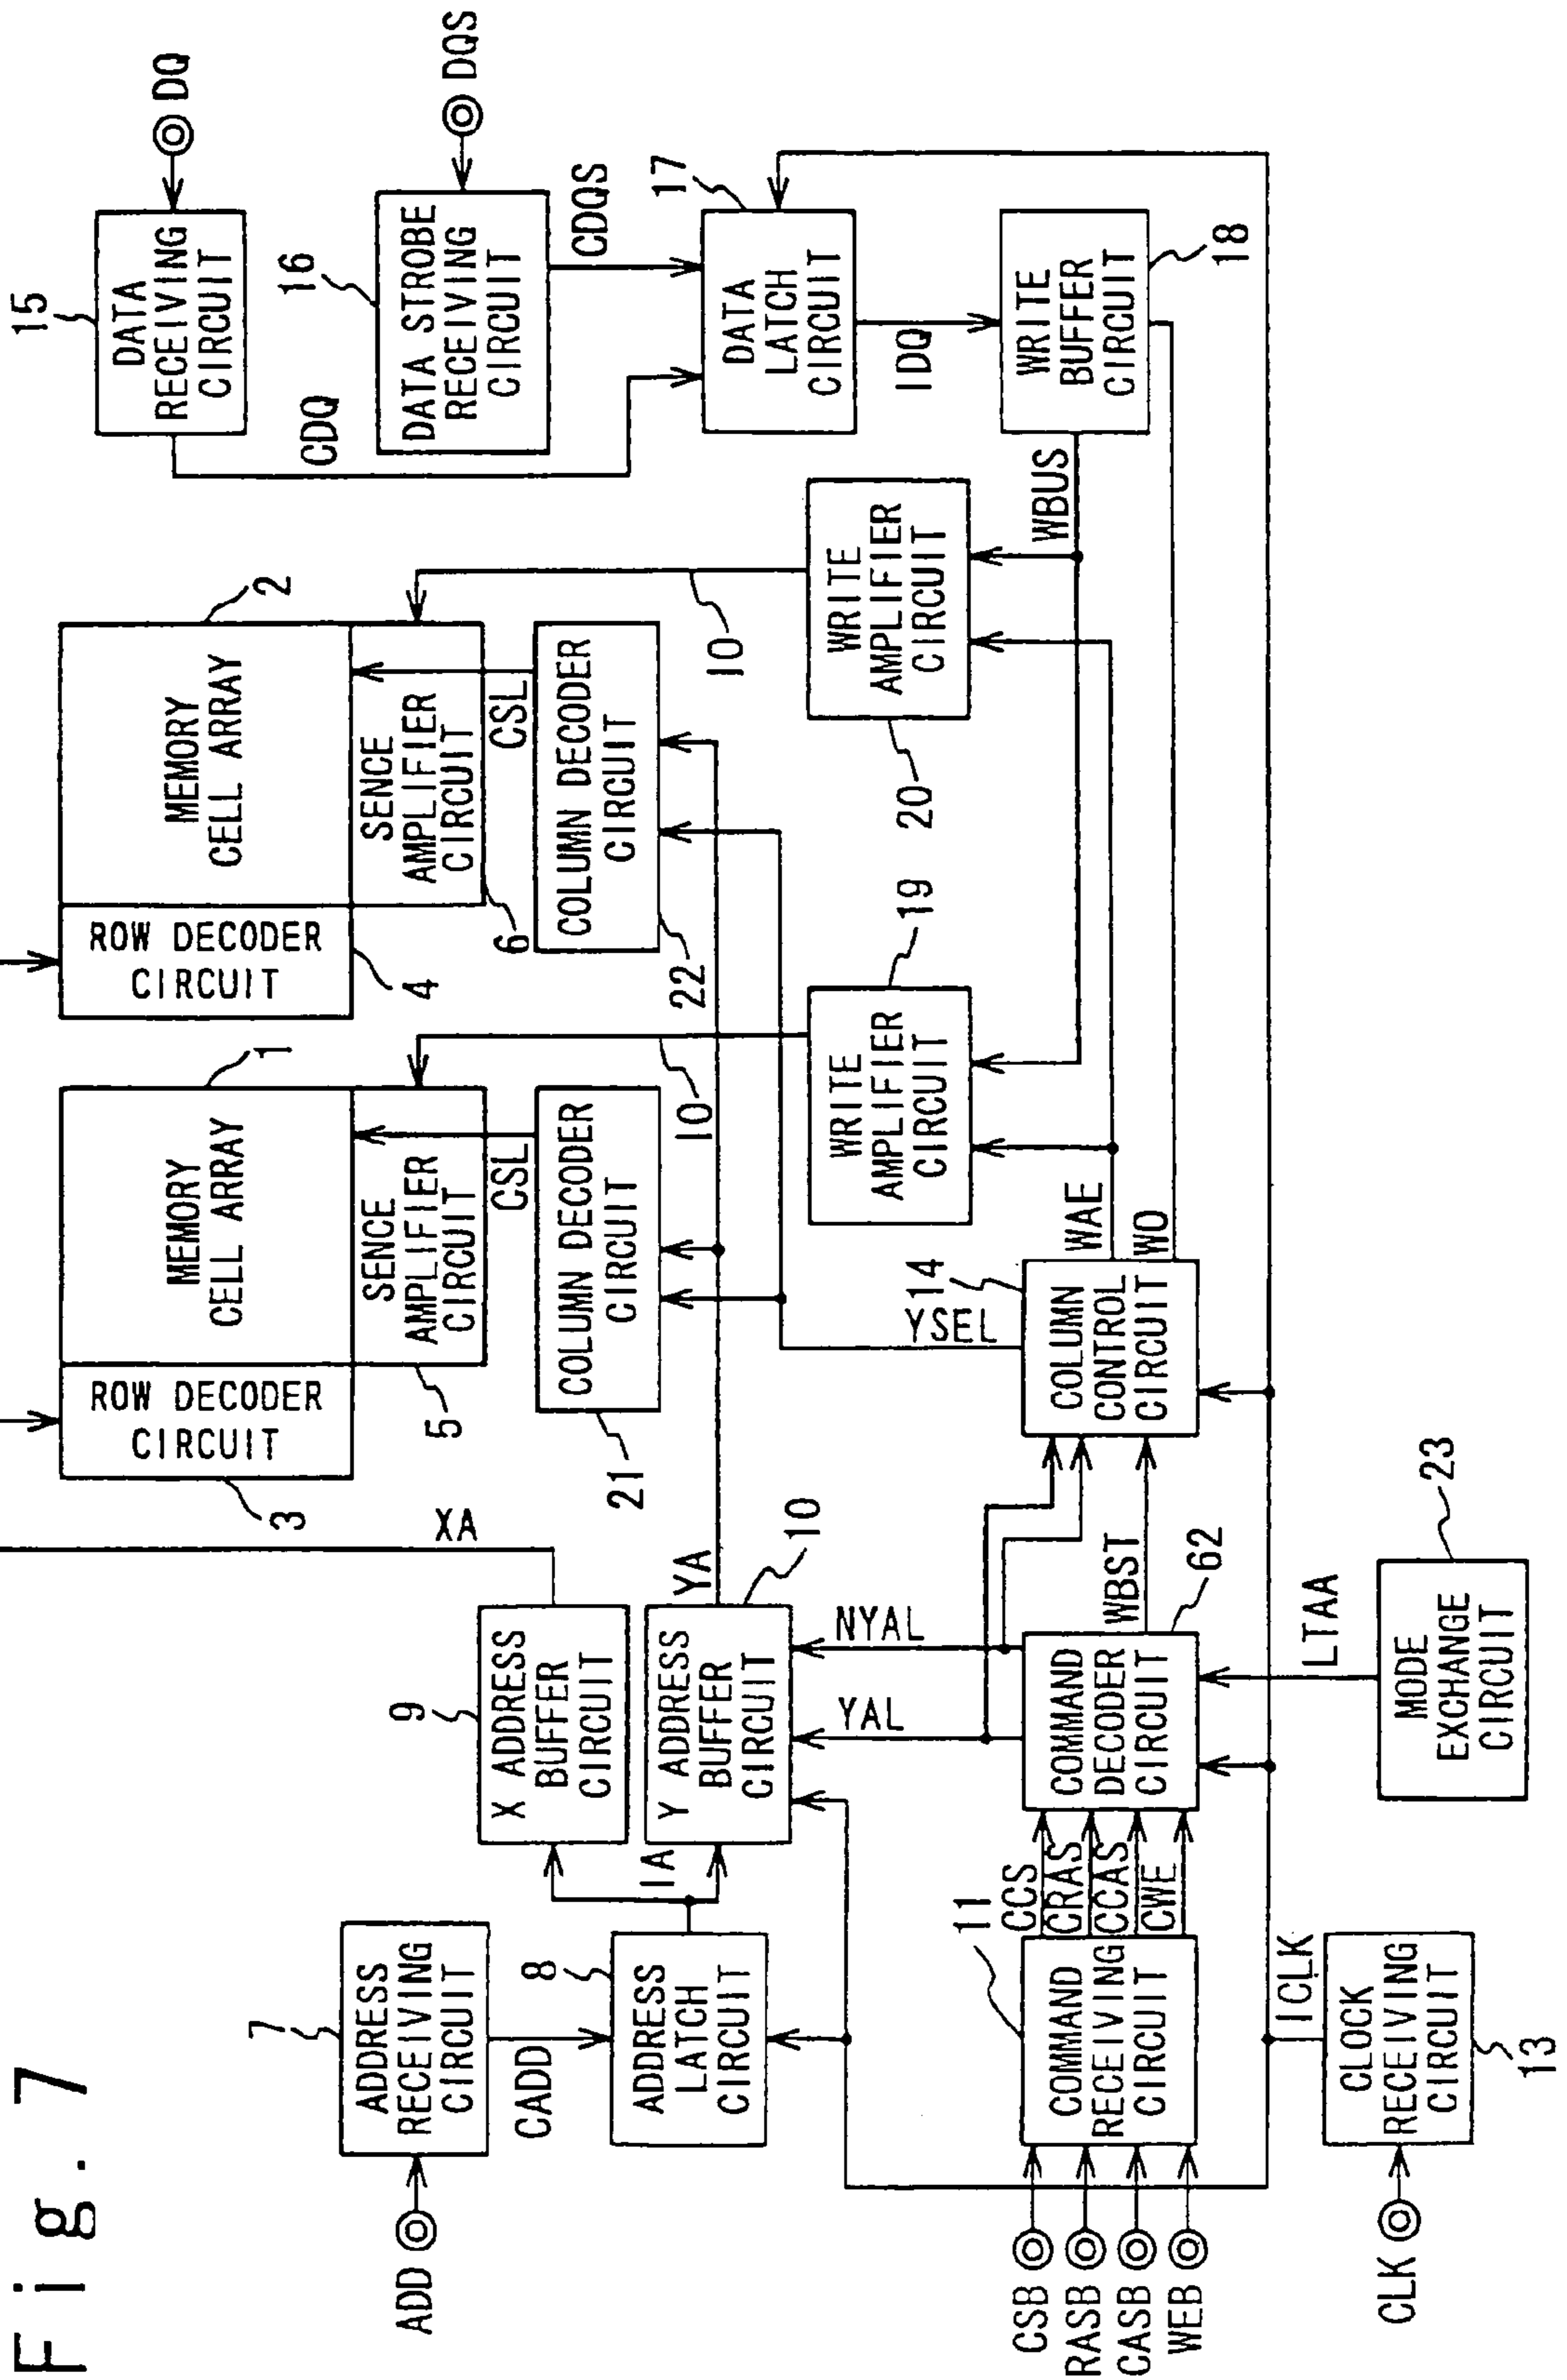 Fig. 7
ADD
7
ADDRESS
RECEIVING
CIRCUIT
CADD
8
ADDRESS
LATCH
CIRCUIT
IA
9
X ADDRESS
BUFFER
CIRCUIT
XA
Y ADDRESS
BUFFER
CIRCUIT
10
YA
YAL
NYAL
3
ROW DECODER
CIRCUIT
MEMORY
CELL ARRAY
1
5
SENCE
AMPLIFIER
CIRCUIT
CSL
COLUMN DECODER
CIRCUIT
21
10
4
ROW DECODER
CIRCUIT
MEMORY
CELL ARRAY
2
6
SENCE
AMPLIFIER
CIRCUIT
CSL
COLUMN DECODER
CIRCUIT
22
10
15
DATA
RECEIVING
CIRCUIT
DQ
CDQ
16
DATA STROBE
RECEIVING
CIRCUIT
DQS
CDQS
17
DATA
LATCH
CIRCUIT
IDQ
WRITE
BUFFER
CIRCUIT
18
WBUS
WRITE
AMPLIFIER
CIRCUIT
19
WRITE
AMPLIFIER
CIRCUIT
20
CSB
RASB
CASB
WEB
11
COMMAND
RECEIVING
CIRCUIT
CCS
CRAS
CCAS
CWE
COMMAND
DECODER
CIRCUIT
62
WBST
YSEL
14
COLUMN
CONTROL
CIRCUIT
WAE
WO
CLK
CLOCK
RECEIVING
CIRCUIT
13
ICLK
LTAA
MODE
EXCHANGE
CIRCUIT
23